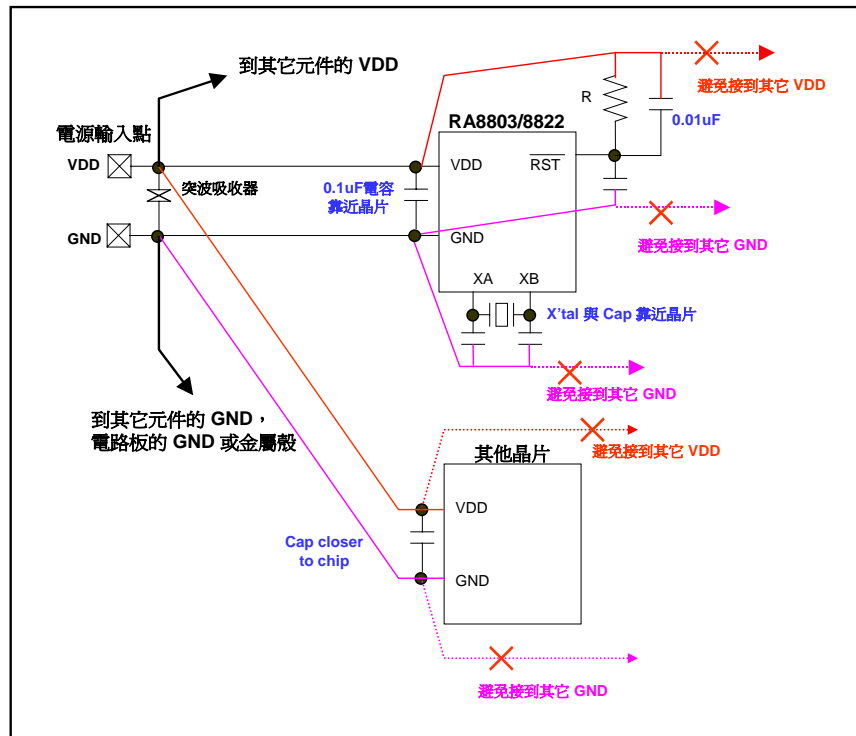 到其它元件的 VDD
避免接到其它 VDD
R
0.01uF
RA8803/8822
電源輸入點
VDD
突波吸收器
0.1uF電容
靠近晶片
VDD
RST
GND
GND
避免接到其它 GND
XA
XB
X'tal 與 Cap 靠近晶片
避免接到其它 GND
到其它元件的 GND，
電路板的 GND 或金屬殼
其他晶片
避免接到其它 VDD
VDD
Cap closer
to chip
GND
避免接到其它 GND